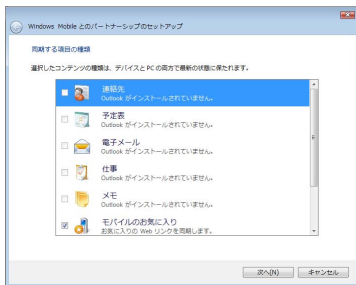 Windows Mobile とのパートナーシップのセットアップ
同期する項目の種類
選択したコンテンツの種類は、デバイスと PC の両方で最新の状態に保たれます。
連絡先
Outlook がインストールされていません。
予定表
Outlook がインストールされていません。
電子メール
Outlook がインストールされていません。
仕事
Outlook がインストールされていません。
メモ
Outlook がインストールされていません。
モバイルのお気に入り
お気に入りの Web リンクを同期します。
次へ(N)
キャンセル